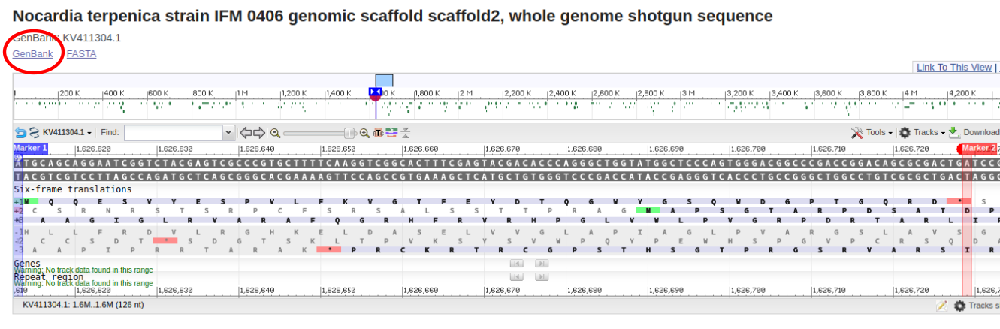 Nocardia terpenica strain IFM 0406 genomic scaffold scaffold2, whole genome shotgun sequence
GenBank: KV411304.1
GenBank FASTA
Link To This View |
|200 K |400 K |600 K |800 K |1 M |1,200 K |1,400 K 00 K |1,800 K |2 M |2,200 K |2,400 K |2,600 K |2,800 K |3 M |3,200 K |3,400 K |3,600 K |3,800 K |4 M |4,200 K
KV411304.1 Find: Tools Tracks Download
Marker 1 |1,626,620 |1,626,630 |1,626,640 |1,626,650 |1,626,660 |1,626,670 |1,626,680 |1,626,690 |1,626,700 |1,626,710 |1,626,720 Marker 2
ATGCAGCAGGAATCGGTCTACGAGTCGCCCGTGCTTTTCAAGGTCGGCACTTTCGAGTACGACACCCAGGGCTGGTATGGCTCCCAGTGGGACGGCCCGACCGGACAGCGCGACTGATCCC
TACGTCGTCCTTAGCCAGATGCTCAGCGGGCACGAAAAGTTCCAGCCGTGAAAGCTCATGCTGTGGGTCCCGACCATACCGAGGGTCACCCTGCCGGGCTGGCCTGTCGCGCTGACTAGGG
Six-frame translations
+1 M Q Q E S V Y E S P V L F K V G T F E Y D T Q G W Y G S Q W D G P T G Q R D * S
+2 C S R N R S T S R P C F S R S A L S S T T P R A G M A P S G T A R P D S A T D P
+3 A A G I G L R V A R A F Q G R H F R V R H P G L V W L P V G R P D R T A R L I
-1 H L L F R D V L R G H K E L D A S E L V V G L A P I A G L P V A R G S L A V S G
-2 C C S D T * S D G T S K L T P V K S Y S V W P Q Y P E W H S P G V P C R S Q D
-3 A A P I P R R T A R A K * P R C K R T R C G P S T H S G T P R G S R V A R S I R
Genes
Warning: No track data found in this range
Repeat region
Warning: No track data found in this range
,610 |1,626,620 |1,626,630 |1,626,640 |1,626,650 |1,626,660 |1,626,670 |1,626,680 |1,626,690 |1,626,700 |1,626,710 |1,626,720 |1,626,7
KV411304.1: 1.6M..1.6M (126 nt) Tracks s